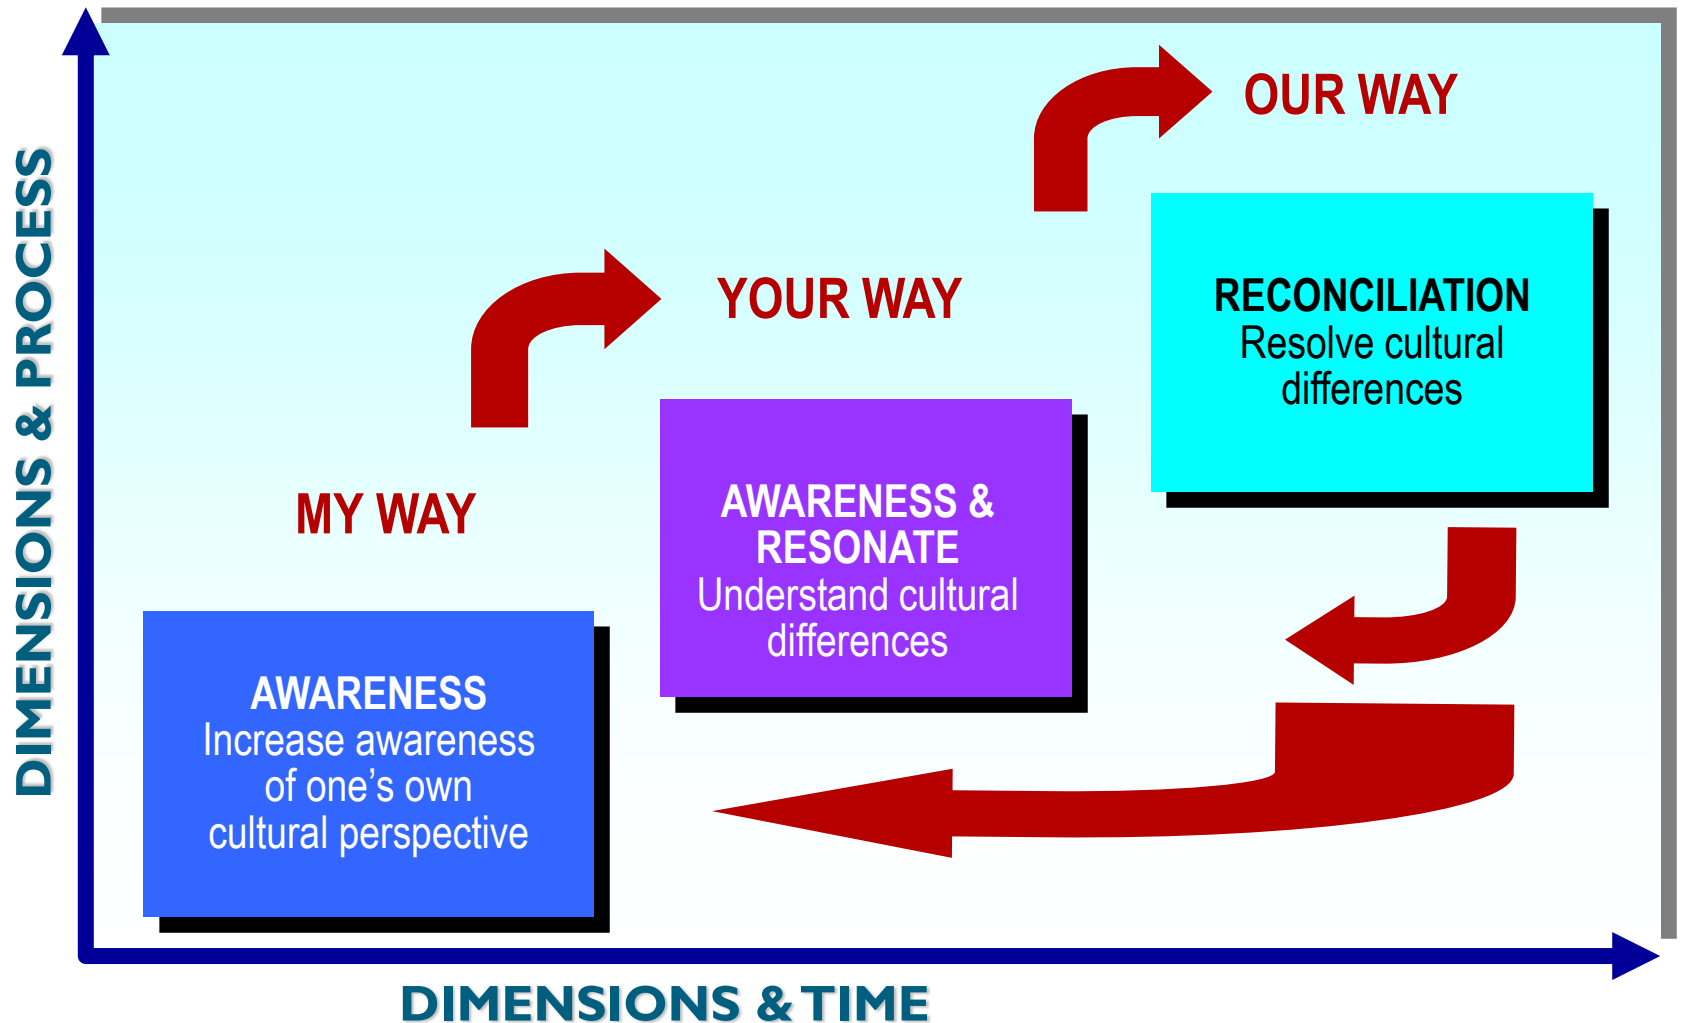 OUR WAY
RECONCILIATION
Resolve cultural
differences
YOUR WAY
AWARENESS &
RESONATE
Understand cultural
differences
MY WAY
AWARENESS
Increase awareness
of one’s own
cultural perspective
DIMENSIONS & PROCESS
DIMENSIONS & TIME